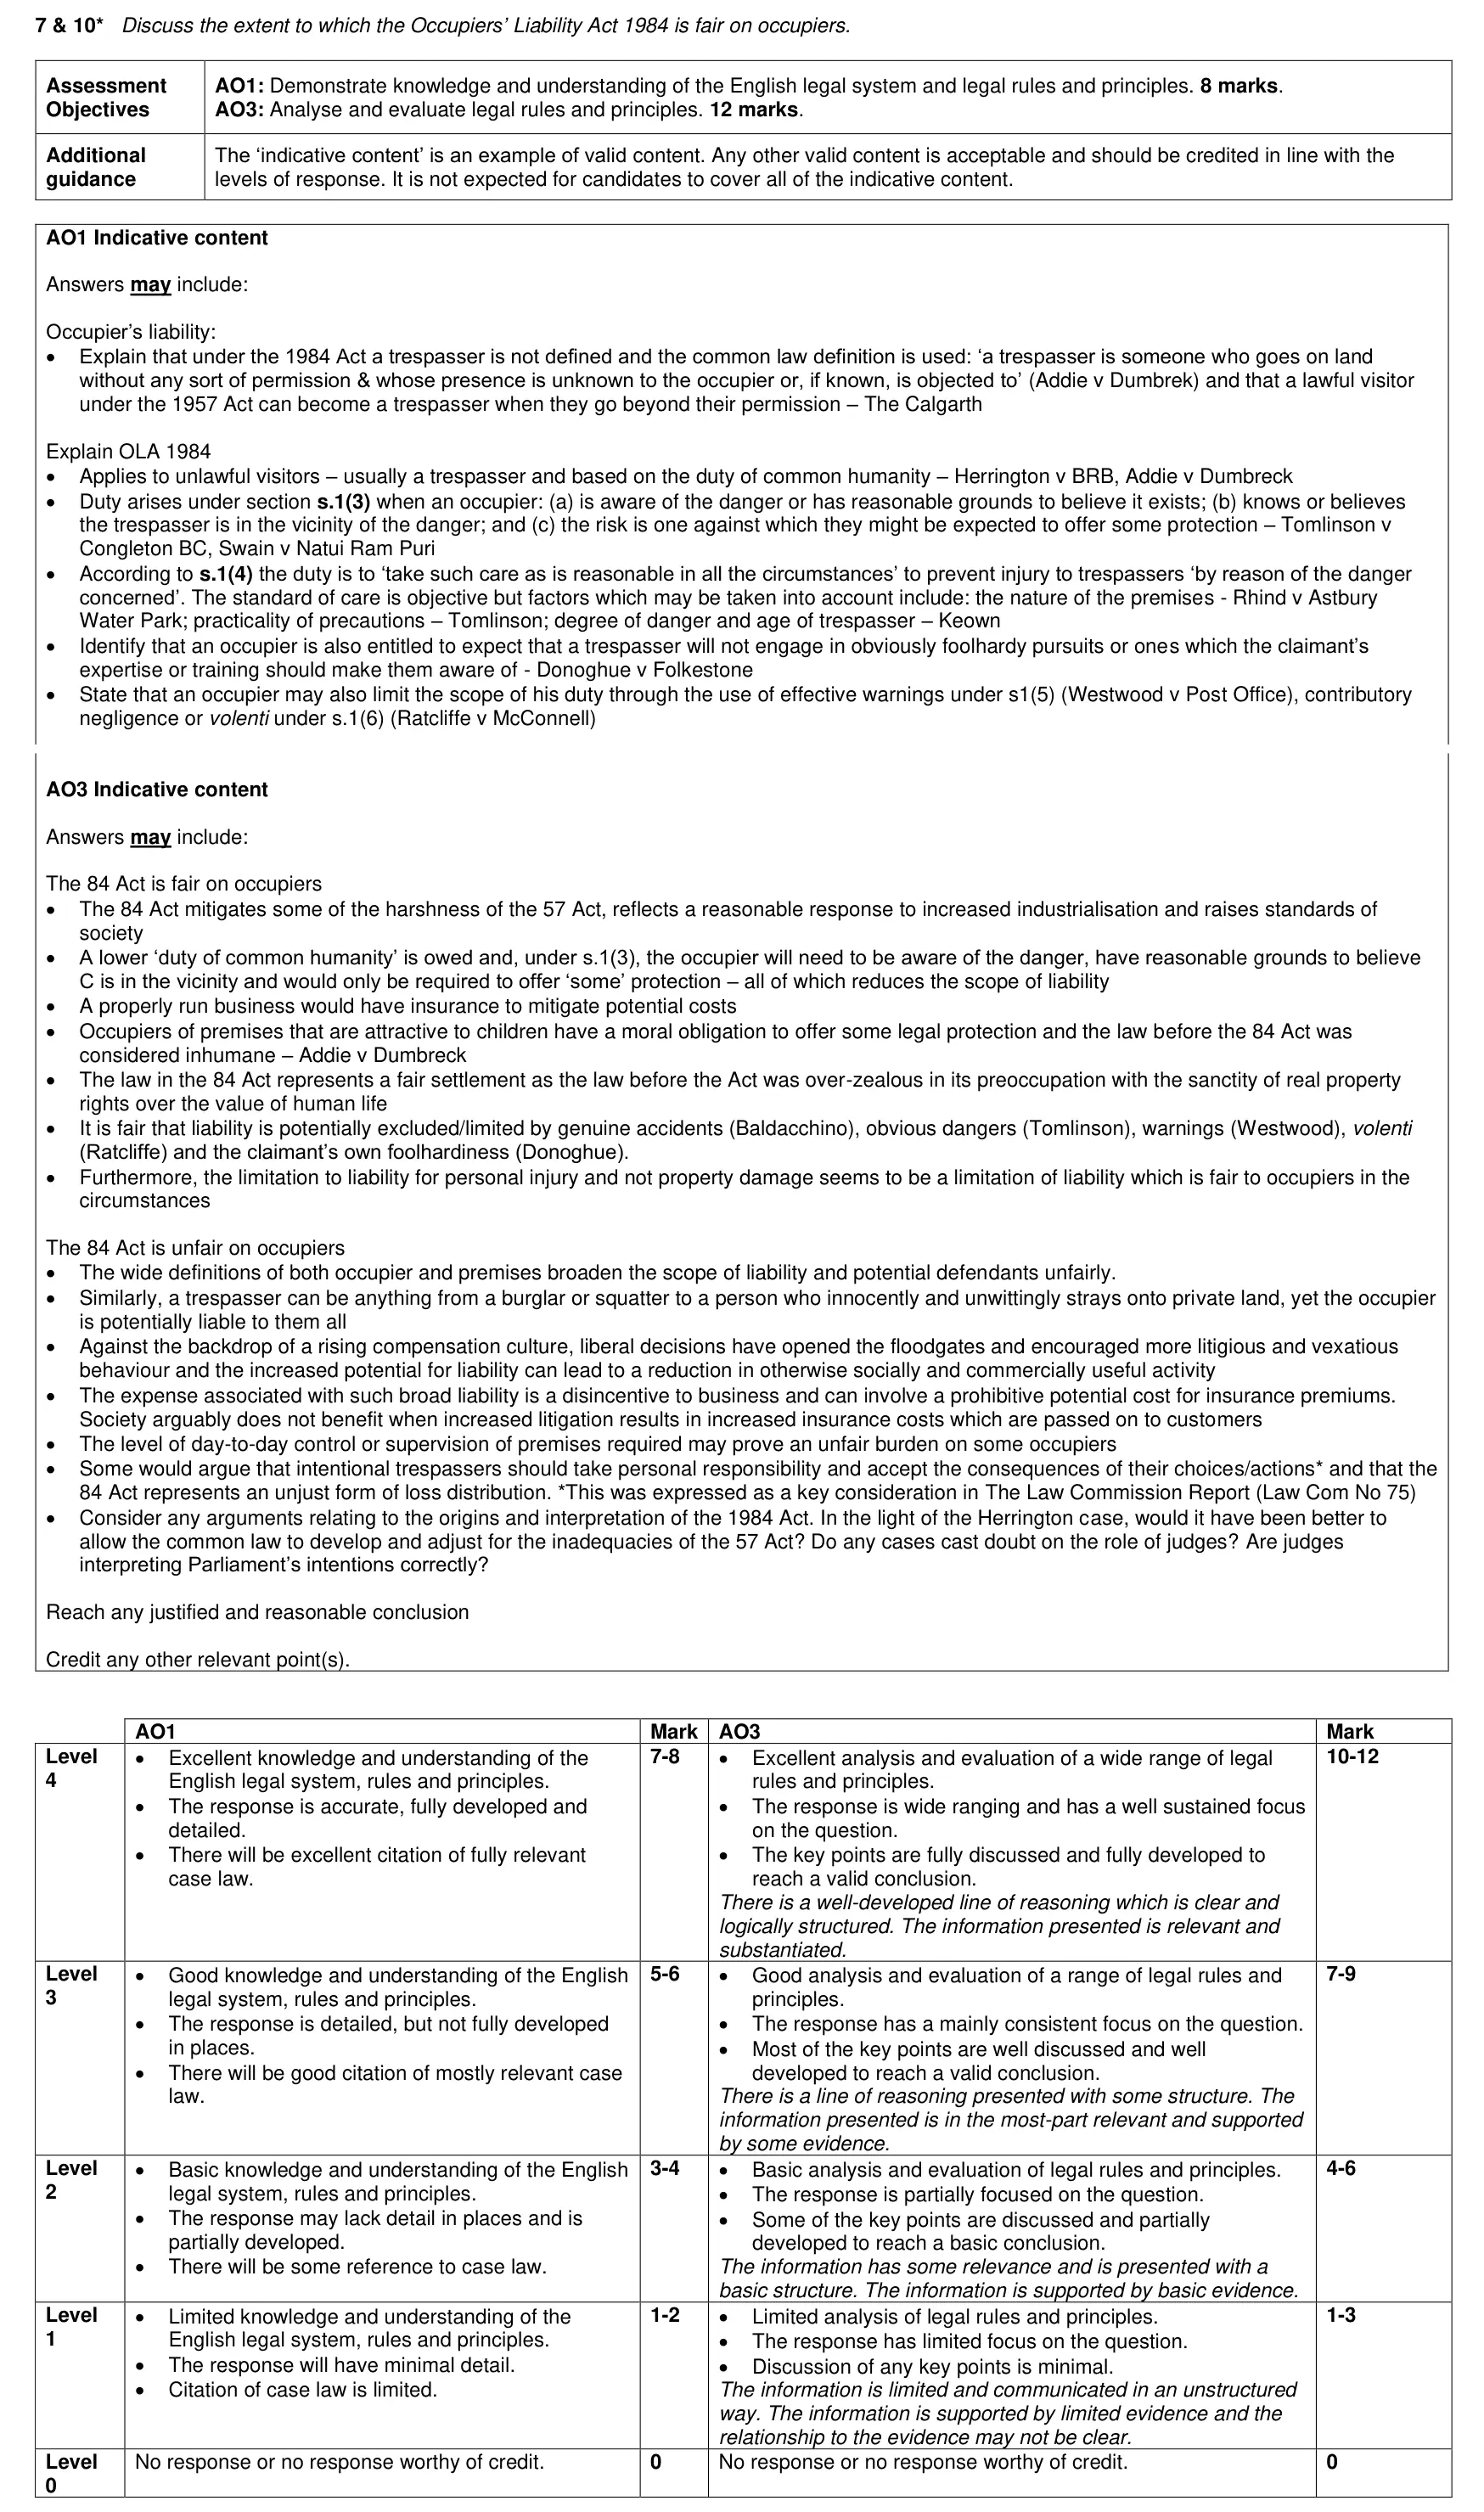 7 & 10* Discuss the extent to which the Occupiers’ Liability Act 1984 is fair on occupiers.
Assessment Objectives
AO1: Demonstrate knowledge and understanding of the English legal system and legal rules and principles. 8 marks.
AO3: Analyse and evaluate legal rules and principles. 12 marks.
Additional guidance
The ‘indicative content’ is an example of valid content. Any other valid content is acceptable and should be credited in line with the
levels of response. It is not expected for candidates to cover all of the indicative content.
AO1 Indicative content
Answers may include:
Occupier’s liability:
• Explain that under the 1984 Act a trespasser is not defined and the common law definition is used: ‘a trespasser is someone who goes on land
without any sort of permission & whose presence is unknown to the occupier or, if known, is objected to’ (Addie v Dumbrek) and that a lawful visitor
under the 1957 Act can become a trespasser when they go beyond their permission – The Calgarth
Explain OLA 1984
• Applies to unlawful visitors – usually a trespasser and based on the duty of common humanity – Herrington v BRB, Addie v Dumbreck
• Duty arises under section s.1(3) when an occupier: (a) is aware of the danger or has reasonable grounds to believe it exists; (b) knows or believes
the trespasser is in the vicinity of the danger; and (c) the risk is one against which they might be expected to offer some protection – Tomlinson v
Congleton BC, Swain v Natui Ram Puri
• According to s.1(4) the duty is to ‘take such care as is reasonable in all the circumstances’ to prevent injury to trespassers ‘by reason of the danger
concerned’. The standard of care is objective but factors which may be taken into account include: the nature of the premises - Rhind v Astbury
Water Park; practicality of precautions – Tomlinson; degree of danger and age of trespasser – Keown
• Identify that an occupier is also entitled to expect that a trespasser will not engage in obviously foolhardy pursuits or ones which the claimant’s
expertise or training should make them aware of - Donoghue v Folkestone
• State that an occupier may also limit the scope of his duty through the use of effective warnings under s1(5) (Westwood v Post Office), contributory
negligence or volenti under s.1(6) (Ratcliffe v McConnell)
AO3 Indicative content
Answers may include:
The 84 Act is fair on occupiers
• The 84 Act mitigates some of the harshness of the 57 Act, reflects a reasonable response to increased industrialisation and raises standards of
society
• A lower ‘duty of common humanity’ is owed and, under s.1(3), the occupier will need to be aware of the danger, have reasonable grounds to believe
C is in the vicinity and would only be required to offer ‘some’ protection – all of which reduces the scope of liability
• A properly run business would have insurance to mitigate potential costs
• Occupiers of premises that are attractive to children have a moral obligation to offer some legal protection and the law before the 84 Act was
considered inhumane – Addie v Dumbreck
• The law in the 84 Act represents a fair settlement as the law before the Act was over-zealous in its preoccupation with the sanctity of real property
rights over the value of human life
• It is fair that liability is potentially excluded/limited by genuine accidents (Baldacchino), obvious dangers (Tomlinson), warnings (Westwood), volenti
(Ratcliffe) and the claimant’s own foolhardiness (Donoghue).
• Furthermore, the limitation to liability for personal injury and not property damage seems to be a limitation of liability which is fair to occupiers in the
circumstances
The 84 Act is unfair on occupiers
• The wide definitions of both occupier and premises broaden the scope of liability and potential defendants unfairly.
• Similarly, a trespasser can be anything from a burglar or squatter to a person who innocently and unwittingly strays onto private land, yet the occupier
is potentially liable to them all
• Against the backdrop of a rising compensation culture, liberal decisions have opened the floodgates and encouraged more litigious and vexatious
behaviour and the increased potential for liability can lead to a reduction in otherwise socially and commercially useful activity
• The expense associated with such broad liability is a disincentive to business and can involve a prohibitive potential cost for insurance premiums.
Society arguably does not benefit when increased litigation results in increased insurance costs which are passed on to customers
• The level of day-to-day control or supervision of premises required may prove an unfair burden on some occupiers
• Some would argue that intentional trespassers should take personal responsibility and accept the consequences of their choices/actions* and that the
84 Act represents an unjust form of loss distribution. *This was expressed as a key consideration in The Law Commission Report (Law Com No 75)
• Consider any arguments relating to the origins and interpretation of the 1984 Act. In the light of the Herrington case, would it have been better to
allow the common law to develop and adjust for the inadequacies of the 57 Act? Do any cases cast doubt on the role of judges? Are judges
interpreting Parliament’s intentions correctly?
Reach any justified and reasonable conclusion
Credit any other relevant point(s).
AO1 Mark AO3 Mark
Level 4
• Excellent knowledge and understanding of the
English legal system, rules and principles.
• The response is accurate, fully developed and
detailed.
• There will be excellent citation of fully relevant
case law.
7-8
• Excellent analysis and evaluation of a wide range of legal
rules and principles.
• The response is wide ranging and has a well sustained focus
on the question.
• The key points are fully discussed and fully developed to
reach a valid conclusion.
There is a well-developed line of reasoning which is clear and
logically structured. The information presented is relevant and
substantiated.
10-12
Level 3
• Good knowledge and understanding of the English
legal system, rules and principles.
• The response is detailed, but not fully developed
in places.
• There will be good citation of mostly relevant case
law.
5-6
• Good analysis and evaluation of a range of legal rules and
principles.
• The response has a mainly consistent focus on the question.
• Most of the key points are well discussed and well
developed to reach a valid conclusion.
There is a line of reasoning presented with some structure. The
information presented is in the most-part relevant and supported
by some evidence.
7-9
Level 2
• Basic knowledge and understanding of the English
legal system, rules and principles.
• The response may lack detail in places and is
partially developed.
• There will be some reference to case law.
3-4
• Basic analysis and evaluation of legal rules and principles.
• The response is partially focused on the question.
• Some of the key points are discussed and partially
developed to reach a basic conclusion.
The information has some relevance and is presented with a
basic structure. The information is supported by basic evidence.
4-6
Level 1
• Limited knowledge and understanding of the
English legal system, rules and principles.
• The response will have minimal detail.
• Citation of case law is limited.
1-2
• Limited analysis of legal rules and principles.
• The response has limited focus on the question.
• Discussion of any key points is minimal.
The information is limited and communicated in an unstructured
way. The information is supported by limited evidence and the
relationship to the evidence may not be clear.
1-3
Level 0
No response or no response worthy of credit.
0
No response or no response worthy of credit.
0